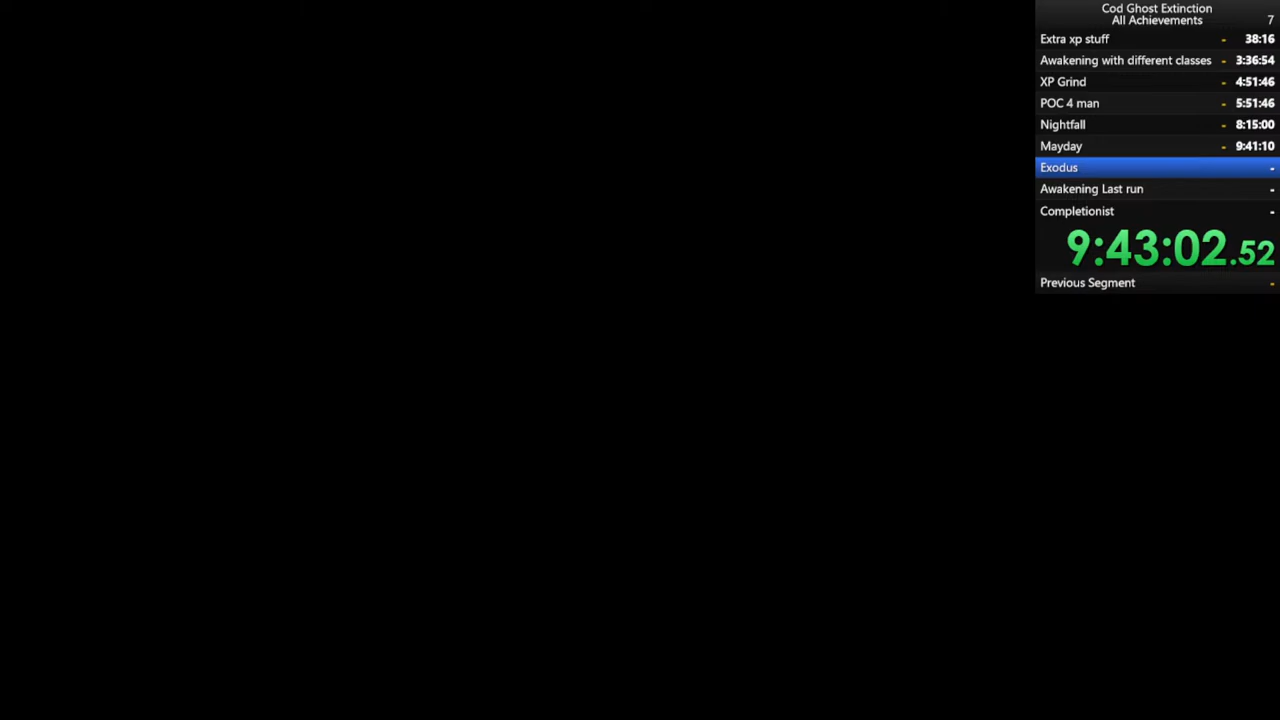 Cod Ghost Extinction
All Achievements 7
Extra xp stuff - 38:16
Awakening with different classes - 3:36:54
XP Grind - 4:51:46
POC 4 man - 5:51:46
Nightfall - 8:15:00
Mayday - 9:41:10
Exodus -
Awakening Last run -
Completionist -
9:43:02.52
Previous Segment -